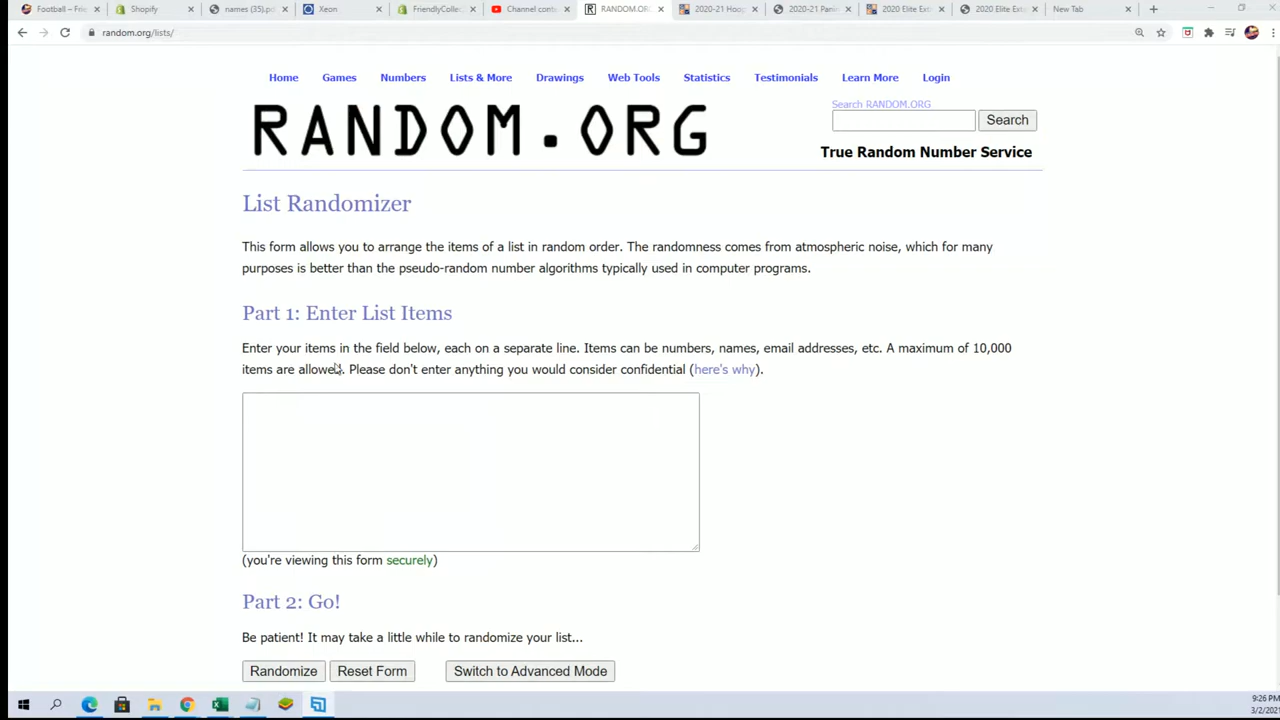 Football – Fri
Shopify
names (35).pd
Xeon
FriendlyCollec
Channel conte
RANDOM.ORG
2020-21 Hoop
2020-21 Panin
2020 Elite Ext
2020 Elite Exte
New Tab
random.org/lists/
Home Games Numbers Lists & More Drawings Web Tools Statistics Testimonials Learn More Login
RANDOM.ORG
Search RANDOM.ORG
Search
True Random Number Service
List Randomizer
This form allows you to arrange the items of a list in random order. The randomness comes from atmospheric noise, which for many
purposes is better than the pseudo-random number algorithms typically used in computer programs.
Part 1: Enter List Items
Enter your items in the field below, each on a separate line. Items can be numbers, names, email addresses, etc. A maximum of 10,000
items are allowed. Please don't enter anything you would consider confidential (here's why).
(you're viewing this form securely)
Part 2: Go!
Be patient! It may take a little while to randomize your list...
Randomize Reset Form Switch to Advanced Mode
9:26 PM
3/2/202